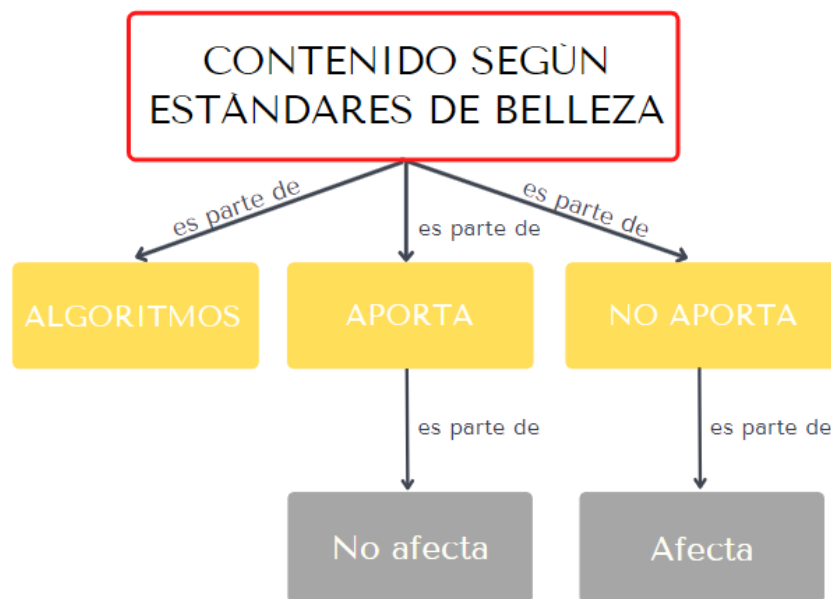 CONTENIDO SEGÙN
ESTÀNDARES DE BELLEZA
es parte de
es parte de
es parte de
ALGORITMOS
APORTA
NO APORTA
es parte de
es parte de
No afecta
Afecta